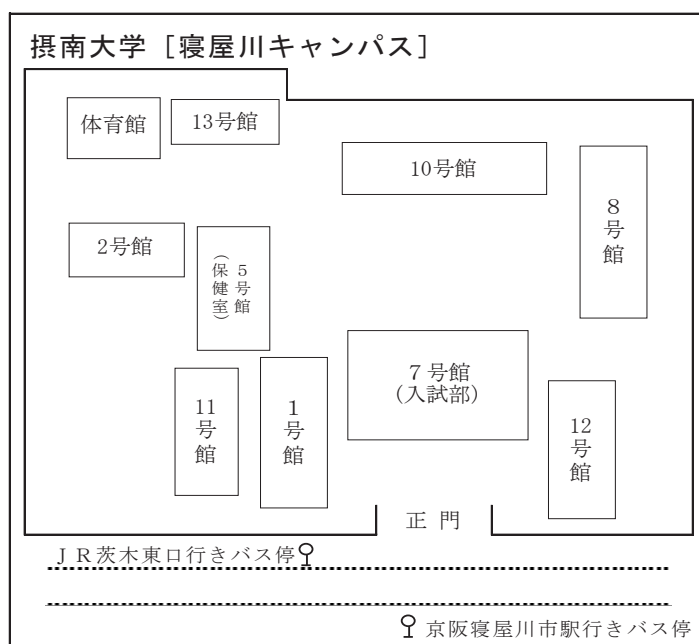 摂南大学［寝屋川キャンパス］
体育館
13号館
10号館
8号館
2号館
5号館
（保健室）
7号館
(入試部)
11号館
1号館
12号館
正門
ＪＲ茨木東口行きバス停
京阪寝屋川市駅行きバス停